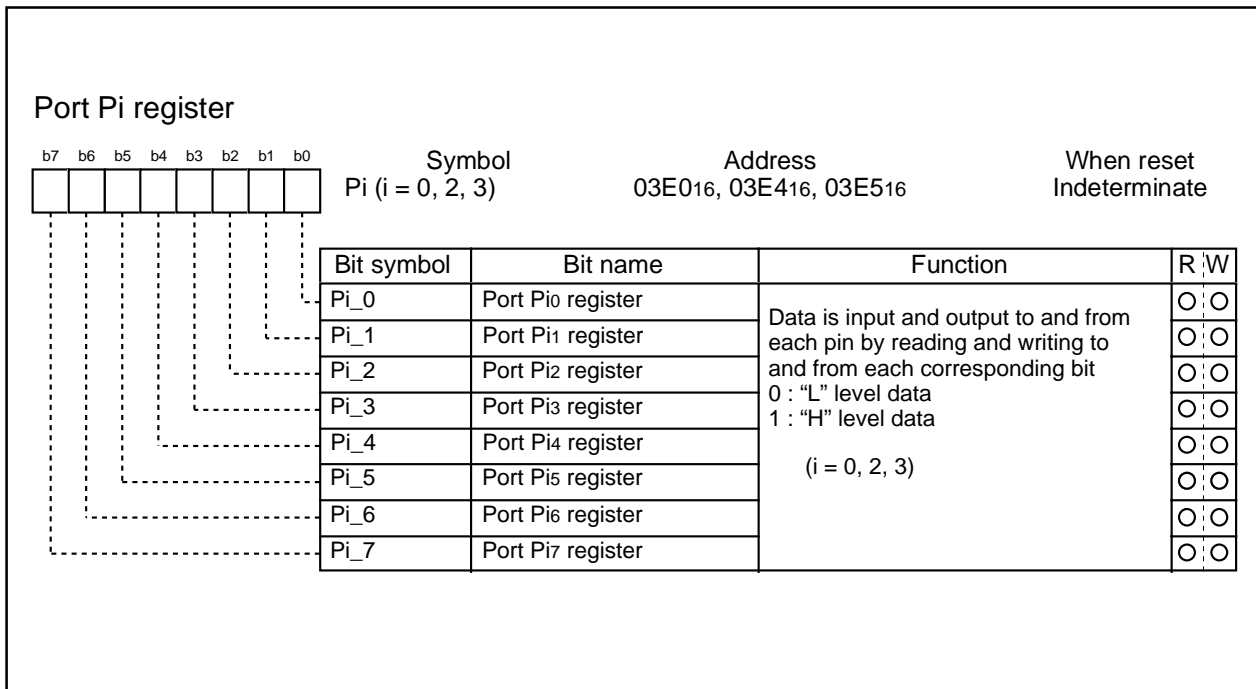 Port Pi register
b7 b6 b5 b4 b3 b2 b1 b0
Symbol Address When reset
Pi (i = 0, 2, 3) 03E016, 03E416, 03E516 Indeterminate
Bit symbol Bit name Function R W
Pi_0 Port Pi0 register
Pi_1 Port Pi1 register
Pi_2 Port Pi2 register
Pi_3 Port Pi3 register
Pi_4 Port Pi4 register
Pi_5 Port Pi5 register
Pi_6 Port Pi6 register
Pi_7 Port Pi7 register
Data is input and output to and from
each pin by reading and writing to
and from each corresponding bit
0 : “L” level data
1 : “H” level data
(i = 0, 2, 3)